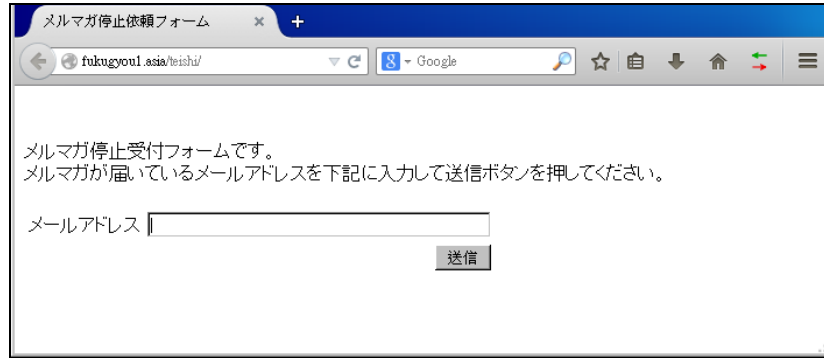 メルマガ停止依頼フォーム
fukugyou1.asia/teishi/
8 Google
メルマガ停止受付フォームです。
メルマガが届いているメールアドレスを下記に入力して送信ボタンを押してください。
メールアドレス
送信